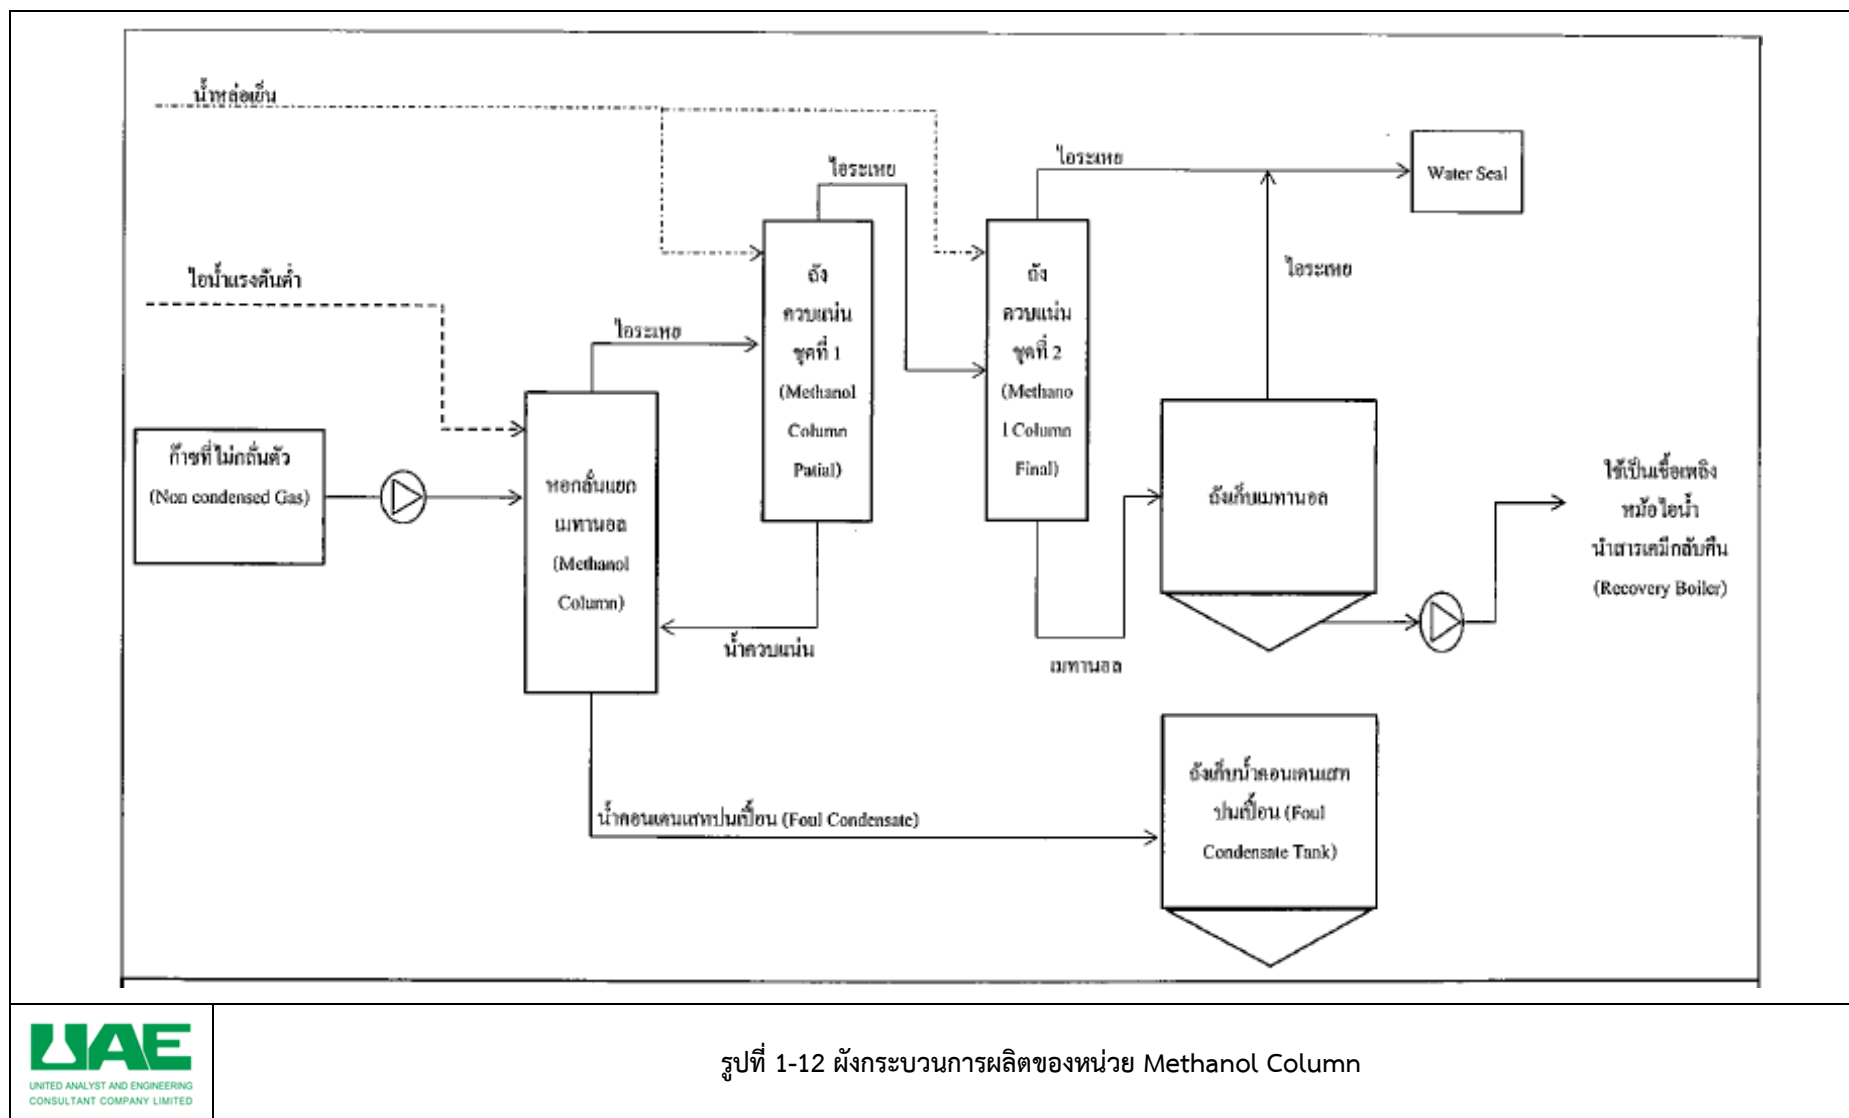 น้ำหล่อเย็น
ไอระเหย
ไอระเหย
Water Seal
ไอน้ำแรงดันต่ำ
ไอระเหย
ไอระเหย
ถัง
ควบแน่น
ชุดที่ 1
(Methanol
Column
Patial)
ถัง
ควบแน่น
ชุดที่ 2
(Methano
l Column
Final)
ก๊าซที่ไม่กลั่นตัว
(Non condensed Gas)
หอกลั่นแยก
เมทานอล
(Methanol
Column)
ถังเก็บเมทานอล
ใช้เป็นเชื้อเพลิง
หม้อไอน้ำ
นำสารเคมีกลับคืน
(Recovery Boiler)
น้ำควบแน่น
เมทานอล
ถังเก็บน้ำคอนเดนเสท
ปนเปื้อน (Foul
Condensate Tank)
น้ำคอนเดนเสทปนเปื้อน (Foul Condensate)
UAE
UNITED ANALYST AND ENGINEERING
CONSULTANT COMPANY LIMITED
รูปที่ 1-12 ผังกระบวนการผลิตของหน่วย Methanol Column